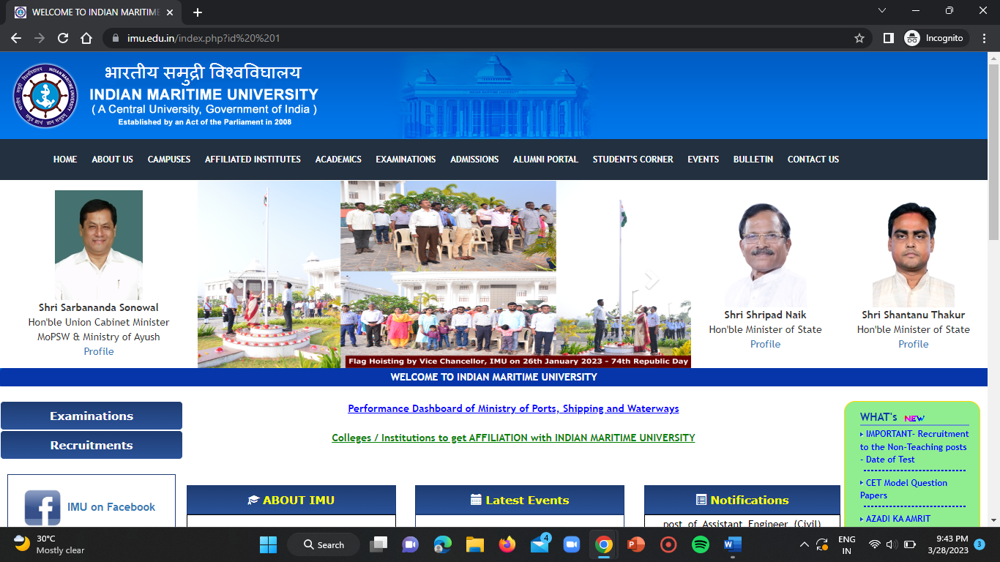 WELCOME TO INDIAN MARITIME
imu.edu.in/index.php?id%20%201
Incognito
भारतीय समुद्री विश्वविघालय
INDIAN MARITIME UNIVERSITY
( A Central University, Government of India )
Established by an Act of the Parliament in 2008
HOME ABOUT US CAMPUSES AFFILIATED INSTITUTES ACADEMICS EXAMINATIONS ADMISSIONS ALUMNI PORTAL STUDENT'S CORNER EVENTS BULLETIN CONTACT US
Shri Sarbananda Sonowal
Hon'ble Union Cabinet Minister
MoPSW & Ministry of Ayush
Profile
Flag Hoisting by Vice Chancellor, IMU on 26th January 2023 - 74th Republic Day
Shri Shripad Naik
Hon'ble Minister of State
Profile
Shri Shantanu Thakur
Hon'ble Minister of State
Profile
WELCOME TO INDIAN MARITIME UNIVERSITY
Examinations
Recruitments
IMU on Facebook
Performance Dashboard of Ministry of Ports, Shipping and Waterways
Colleges / Institutions to get AFFILIATION with INDIAN MARITIME UNIVERSITY
ABOUT IMU
Latest Events
Notifications
post of Assistant Engineer (Civil)
WHAT's NEW
IMPORTANT- Recruitment
to the Non-Teaching posts
- Date of Test
CET Model Question
Papers
AZADI KA AMRIT
30°C
Mostly clear
Search
4
ENG
IN
9:43 PM
3/28/2023
3